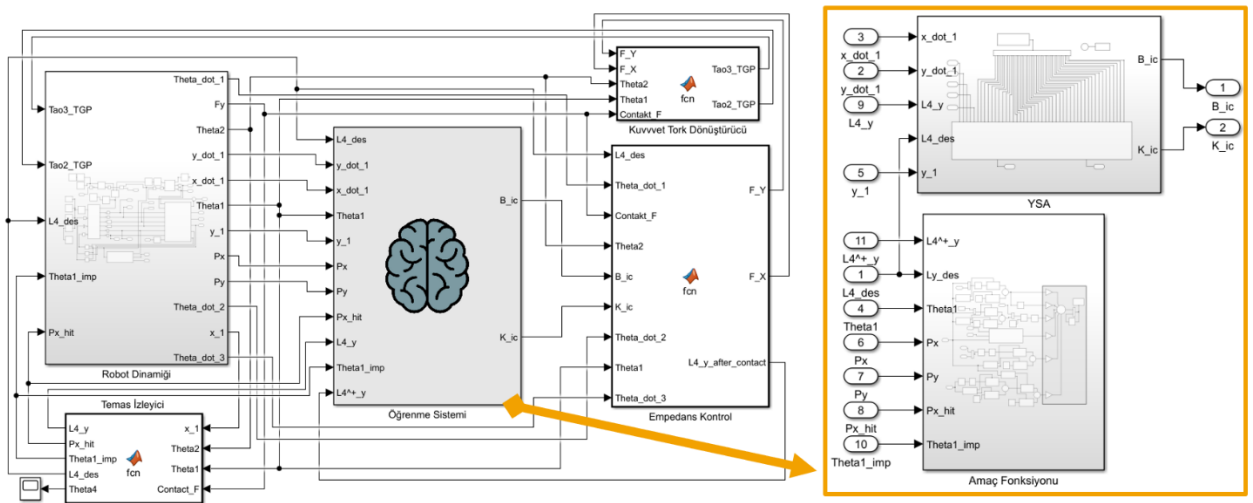 Theta_dot_1
Fy
Tao3_TGP
Theta2
y_dot_1
Tao2_TGP
x_dot_1
Theta1
L4_des
y_1
Px
Theta1_imp
Py
Theta_dot_2
Px_hit
x_1
Theta_dot_3
Robot Dinamiği
L4_des
y_dot_1
x_dot_1
Theta1
y_1
Px
Py
Px_hit
L4_y
Theta1_imp
L4^+_y
B_ic
K_ic
Öğrenme Sistemi
F_Y
F_X
Theta2
Theta1
Contakt_F
Tao3_TGP
Tao2_TGP
fcn
Kuvvvet Tork Dönüştürücü
L4_des
Theta_dot_1
Contakt_F
Theta2
B_ic
K_ic
Theta_dot_2
Theta1
Theta_dot_3
F_Y
F_X
L4_y_after_contact
fcn
Empedans Kontrol
Temas İzleyici
L4_y
Px_hit
Theta1_imp
L4_des
Theta4
x_1
Theta2
Theta1
Contact_F
fcn
3
x_dot_1
2
y_dot_1
9
L4_y
5
y_1
x_dot_1
y_dot_1
L4_y
L4_des
y_1
B_ic
K_ic
YSA
1
B_ic
2
K_ic
11
L4^+_y
1
L4_des
4
Theta1
6
Px
7
Py
8
Px_hit
10
Theta1_imp
L4^+_y
Ly_des
Theta1
Px
Py
Px_hit
Theta1_imp
Amaç Fonksiyonu